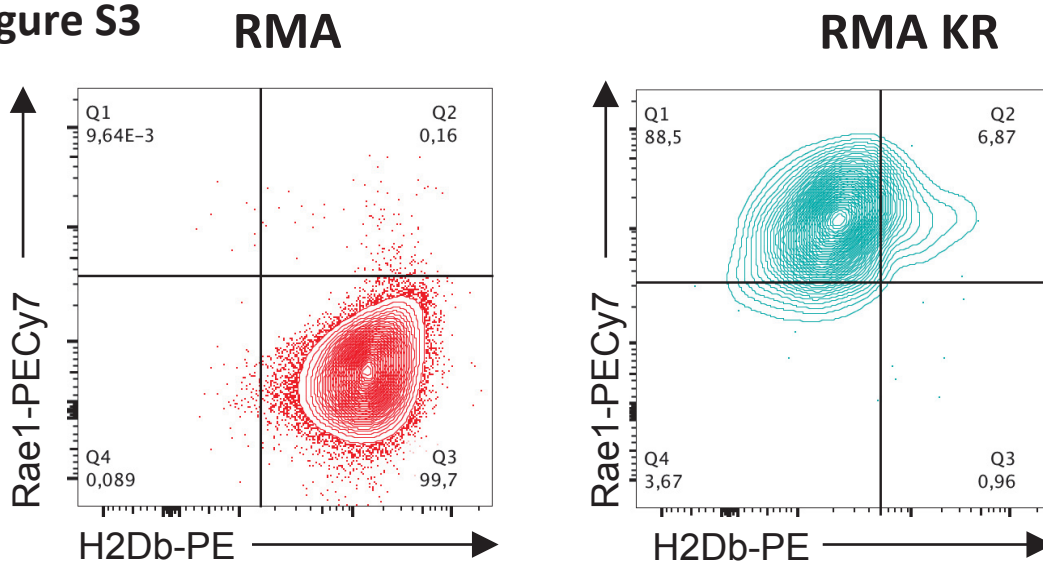 gure S3
RMA
RMA KR
Q1
9,64E-3
Q2
0,16
Q4
0,089
Q3
99,7
Rae1-PECy7
H2Db-PE
Q1
88,5
Q2
6,87
Q4
3,67
Q3
0,96
Rae1-PECy7
H2Db-PE